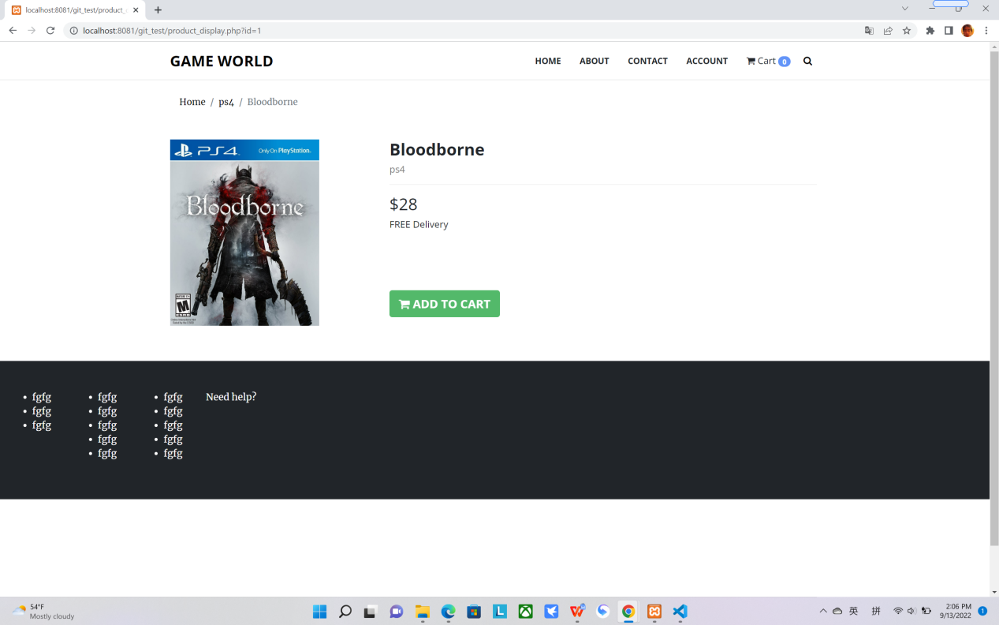 localhost:8081/git_test/product_
localhost:8081/git_test/product_display.php?id=1
GAME WORLD
HOME ABOUT CONTACT ACCOUNT Cart 0
Home / ps4 / Bloodborne
PS4 Only On PlayStation.
Bloodborne
M
Bloodborne
ps4
$28
FREE Delivery
ADD TO CART
fgfg fgfg fgfg Need help?
fgfg fgfg fgfg
fgfg fgfg fgfg
fgfg fgfg
fgfg fgfg
54°F
Mostly cloudy
英 拼
2:06 PM
9/13/2022
1